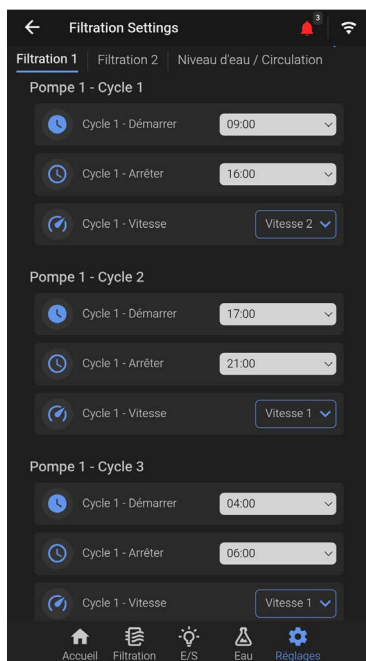 Filtration Settings
3
Filtration 1 Filtration 2 Niveau d'eau / Circulation
Pompe 1 - Cycle 1
Cycle 1 - Démarrer 09:00
Cycle 1 - Arrêter 16:00
Cycle 1 - Vitesse Vitesse 2
Pompe 1 - Cycle 2
Cycle 1 - Démarrer 17:00
Cycle 1 - Arrêter 21:00
Cycle 1 - Vitesse Vitesse 1
Pompe 1 - Cycle 3
Cycle 1 - Démarrer 04:00
Cycle 1 - Arrêter 06:00
Cycle 1 - Vitesse Vitesse 1
Accueil Filtration E/S Eau Réglages